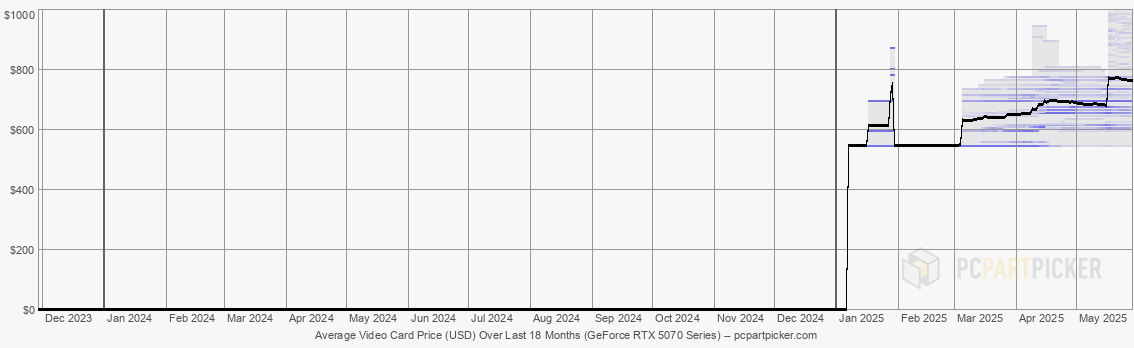 $1000
$800
$600
$400
$200
$0
Dec 2023 Jan 2024 Feb 2024 Mar 2024 Apr 2024 May 2024 Jun 2024 Jul 2024 Aug 2024 Sep 2024 Oct 2024 Nov 2024 Dec 2024 Jan 2025 Feb 2025 Mar 2025 Apr 2025 May 2025
PCPARTPICKER
Average Video Card Price (USD) Over Last 18 Months (GeForce RTX 5070 Series) -- pcpartpicker.com